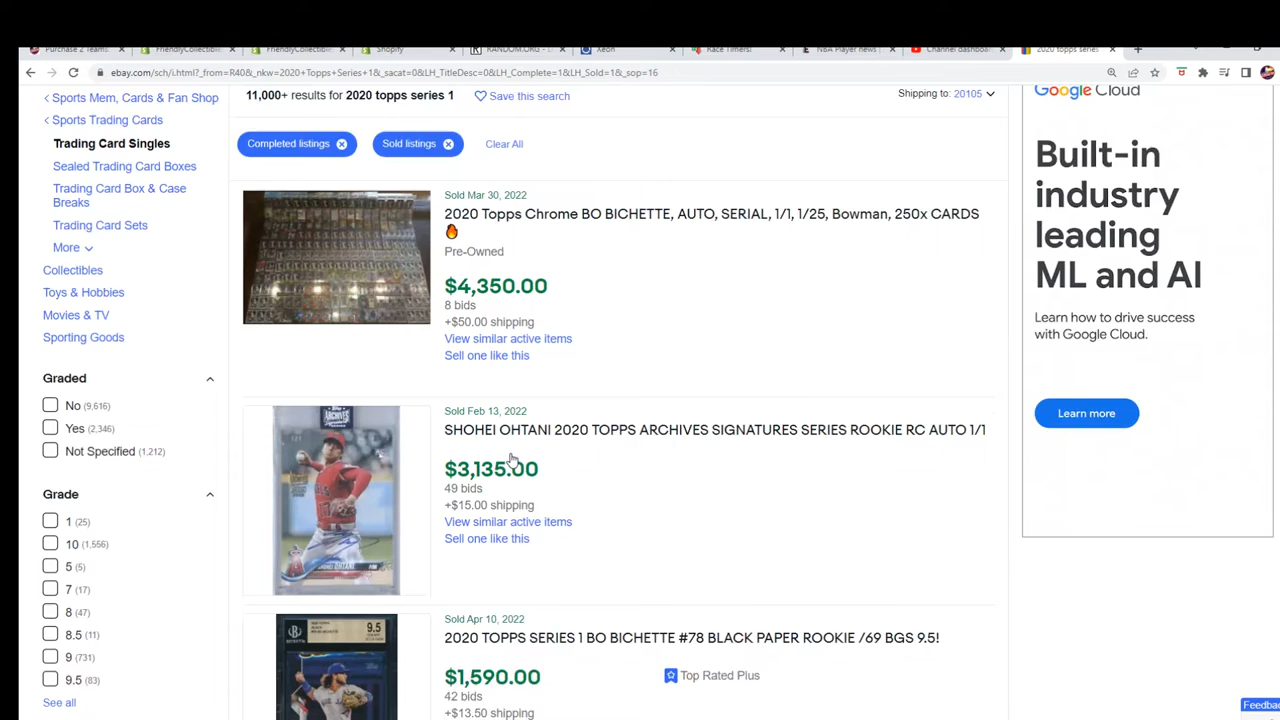 Purchase 2 Teams
FriendlyCollectible
FriendlyCollectible
Shopify
RANDOM.ORG -
Xeon
Race Timers!
NBA Player news
Channel dashboa
2020 topps series
ebay.com/sch/i.html?_from=R40&_nkw=2020+Topps+Series+1&_sacat=0&LH_TitleDesc=0&LH_Complete=1&LH_Sold=1&_sop=16
Sports Mem, Cards & Fan Shop
Sports Trading Cards
Trading Card Singles
Sealed Trading Card Boxes
Trading Card Box & Case
Breaks
Trading Card Sets
More
Collectibles
Toys & Hobbies
Movies & TV
Sporting Goods
Graded
No (9,616)
Yes (2,346)
Not Specified (1,212)
Grade
1 (25)
10 (1,556)
5 (5)
7 (17)
8 (47)
8.5 (11)
9 (731)
9.5 (83)
See all
11,000+ results for 2020 topps series 1
Save this search
Shipping to: 20105
Completed listings
Sold listings
Clear All
Sold Mar 30, 2022
2020 Topps Chrome BO BICHETTE, AUTO, SERIAL, 1/1, 1/25, Bowman, 250x CARDS
🔥
Pre-Owned
$4,350.00
8 bids
+$50.00 shipping
View similar active items
Sell one like this
Sold Feb 13, 2022
SHOHEI OHTANI 2020 TOPPS ARCHIVES SIGNATURES SERIES ROOKIE RC AUTO 1/1
$3,135.00
49 bids
+$15.00 shipping
View similar active items
Sell one like this
Sold Apr 10, 2022
2020 TOPPS SERIES 1 BO BICHETTE #78 BLACK PAPER ROOKIE /69 BGS 9.5!
$1,590.00
Top Rated Plus
42 bids
+$13.50 shipping
ARCHIVES
9.5
Google Cloud
Built-in
industry
leading
ML and AI
Learn how to drive success
with Google Cloud.
Learn more
Feedbac